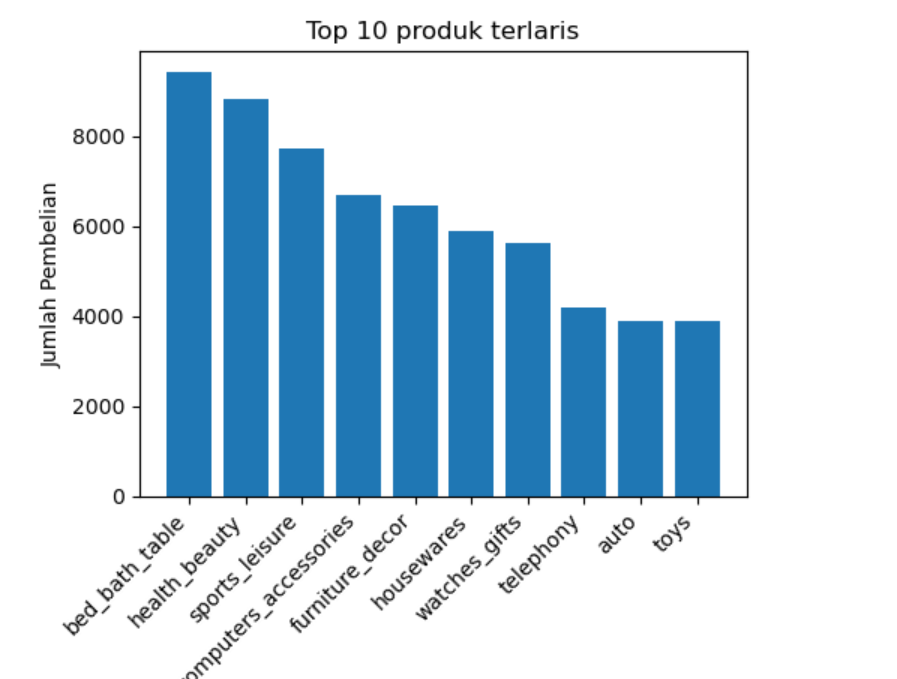 Top 10 produk terlaris
Jumlah Pembelian
8000
6000
4000
2000
0
bed_bath_table
health_beauty
sports_leisure
omputers_accessories
furniture_decor
housewares
watches_gifts
telephony
auto
toys